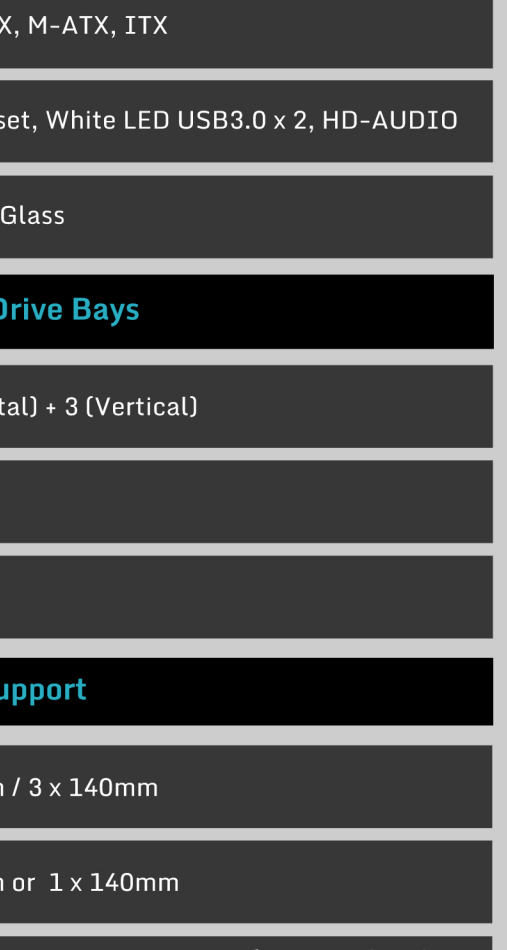 X, M-ATX, ITX
set, White LED USB3.0 x 2, HD-AUDIO
Glass
Drive Bays
tal) + 3 (Vertical)
upport
/ 3 x 140mm
or 1 x 140mm